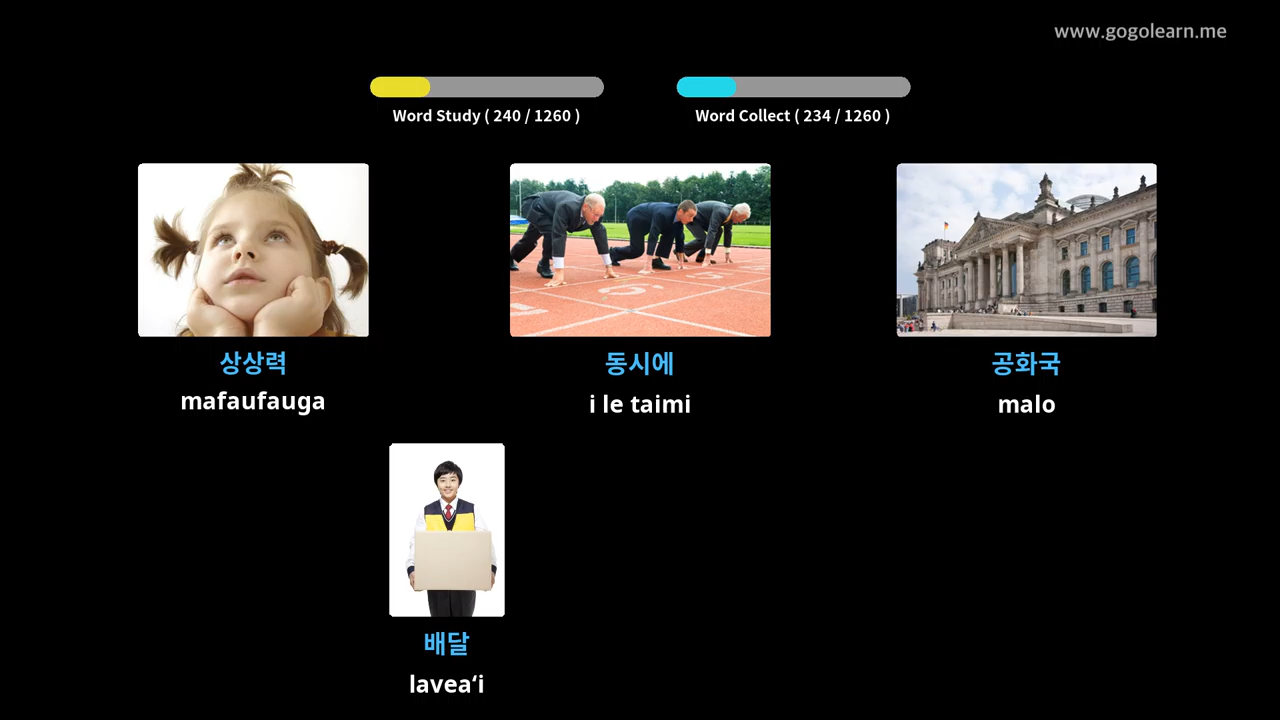 www.gogolearn.me
Word Study ( 240 / 1260 )
Word Collect ( 234 / 1260 )
상상력
동시에
공화국
mafaufauga
i le taimi
malo
배달
laveaʻi